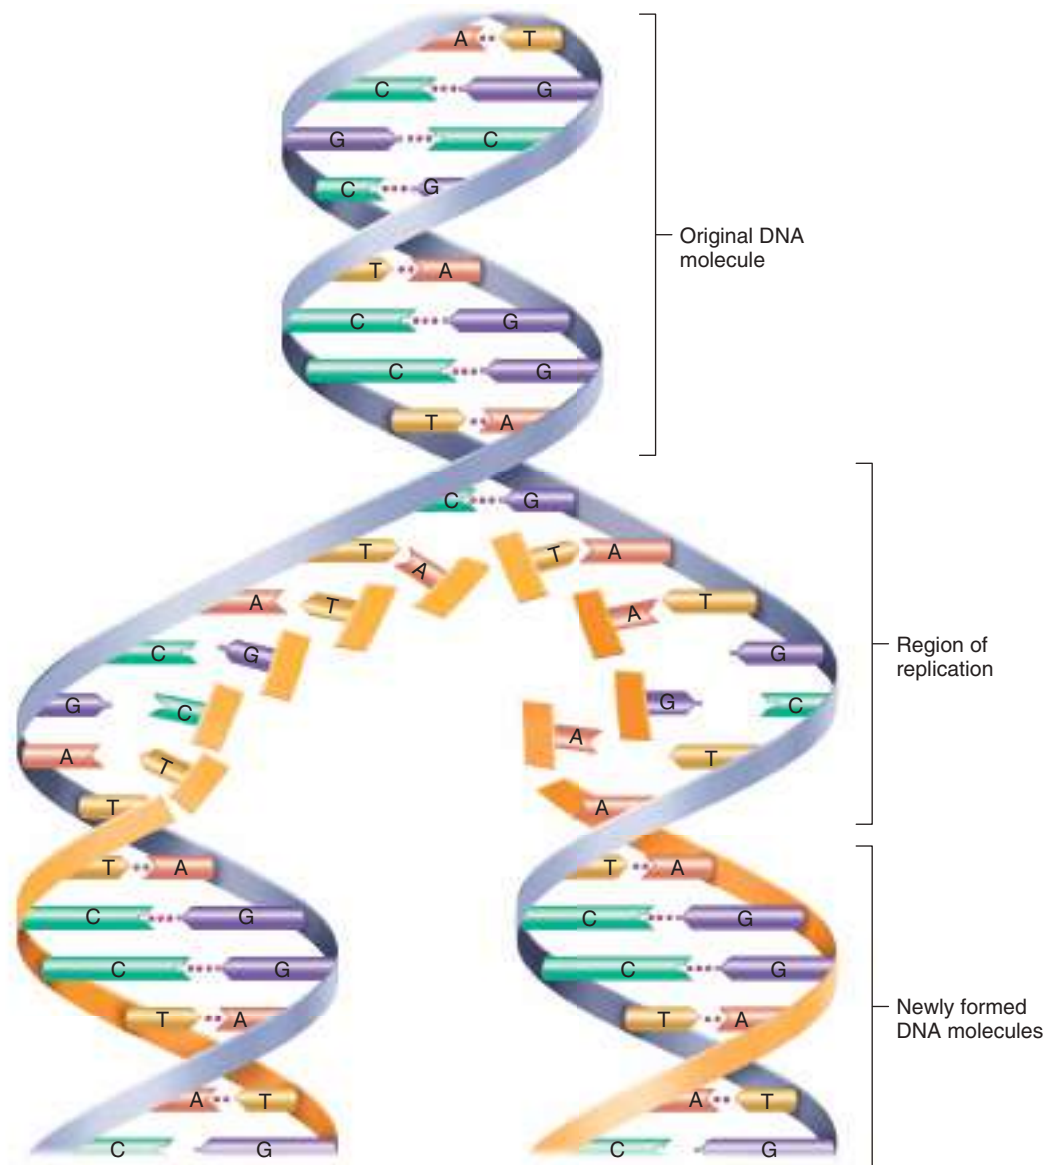 A T
C G
G C
C G
Original DNA
molecule
T A
C G
C G
T A
C G
T A T A
A T A T
C G G
Region of
replication
G C G C
A T A T
T A
T A T A
C G C G
C G C G
Newly formed
DNA molecules
T A T A
A T A T
C G C G